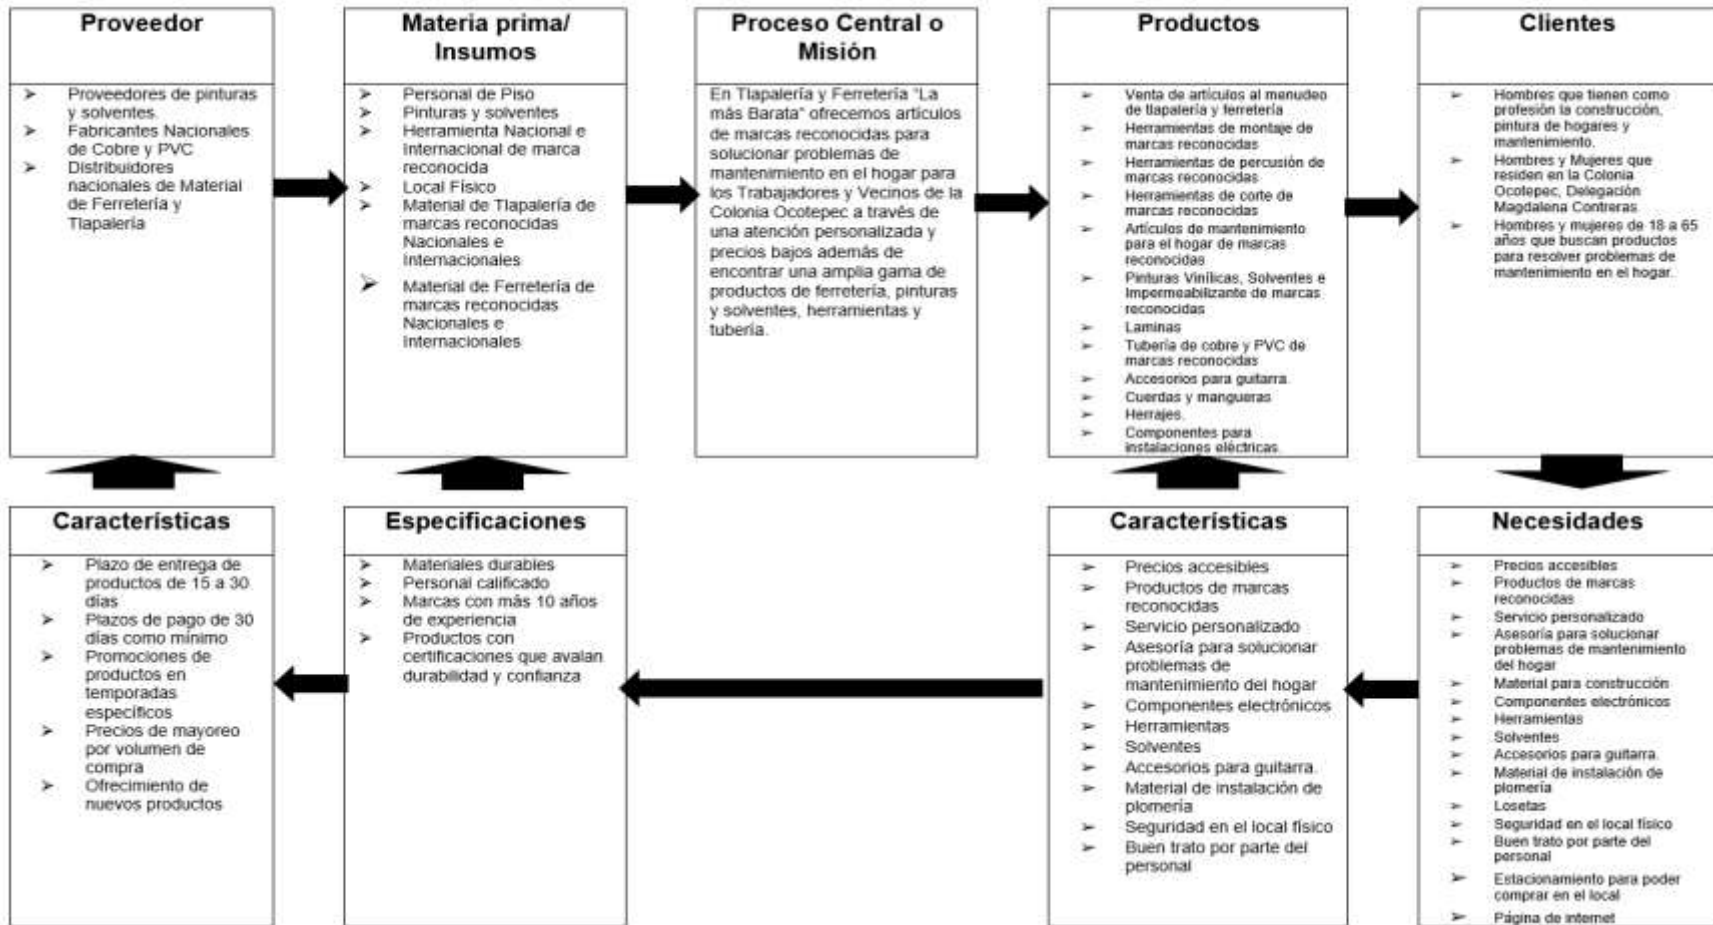 Proveedor
Proveedores de pinturas
y solventes.
Fabricantes Nacionales
de Cobre y PVC
Distribuidores
nacionales de Material
de Ferretería y
Tlapalería
Materia prima/
Insumos
Personal de Piso
Pinturas y solventes
Herramienta Nacional e
Internacional de marca
reconocida
Local Físico
Material de Tlapalería de
marcas reconocidas
Nacionales e
Internacionales
Material de Ferretería de
marcas reconocidas
Nacionales e
Internacionales
Proceso Central o
Misión
En Tlapalería y Ferretería "La
más Barata" ofrecemos artículos
de marcas reconocidas para
solucionar problemas de
mantenimiento en el hogar para
los Trabajadores y Vecinos de la
Colonia Ocotepec a través de
una atención personalizada y
precios bajos además de
encontrar una amplia gama de
productos de ferretería, pinturas
y solventes, herramientas y
tubería.
Productos
Venta de artículos al menudeo
de tlapalería y ferretería
Herramientas de montaje de
marcas reconocidas
Herramientas de percusión de
marcas reconocidas
Herramientas de corte de
marcas reconocidas
Artículos de mantenimiento
para el hogar de marcas
reconocidas
Pinturas Vinílicas, Solventes e
Impermeabilizante de marcas
reconocidas
Laminas
Tubería de cobre y PVC de
marcas reconocidas
Accesorios para guitarra.
Cuerdas y mangueras
Herrajes.
Componentes para
instalaciones eléctricas.
Clientes
Hombres que tienen como
profesión la construcción,
pintura de hogares y
mantenimiento.
Hombres y Mujeres que
residen en la Colonia
Ocotepec, Delegación
Magdalena Contreras
Hombres y mujeres de 18 a 65
años que buscan productos
para resolver problemas de
mantenimiento en el hogar.
Características
Plazo de entrega de
productos de 15 a 30
días
Plazos de pago de 30
días como mínimo
Promociones de
productos en
temporadas
específicos
Precios de mayoreo
por volumen de
compra
Ofrecimiento de
nuevos productos
Especificaciones
Materiales durables
Personal calificado
Marcas con más 10 años
de experiencia
Productos con
certificaciones que avalan
durabilidad y confianza
Características
Precios accesibles
Productos de marcas
reconocidas
Servicio personalizado
Asesoría para solucionar
problemas de
mantenimiento del hogar
Componentes electrónicos
Herramientas
Solventes
Accesorios para guitarra.
Material de instalación de
plomería
Seguridad en el local físico
Buen trato por parte del
personal
Necesidades
Precios accesibles
Productos de marcas
reconocidas
Servicio personalizado
Asesoría para solucionar
problemas de mantenimiento
del hogar
Material para construcción
Componentes electrónicos
Herramientas
Solventes
Accesorios para guitarra.
Material de instalación de
plomería
Losetas
Seguridad en el local físico
Buen trato por parte del
personal
Estacionamiento para poder
comprar en el local
Página de internet